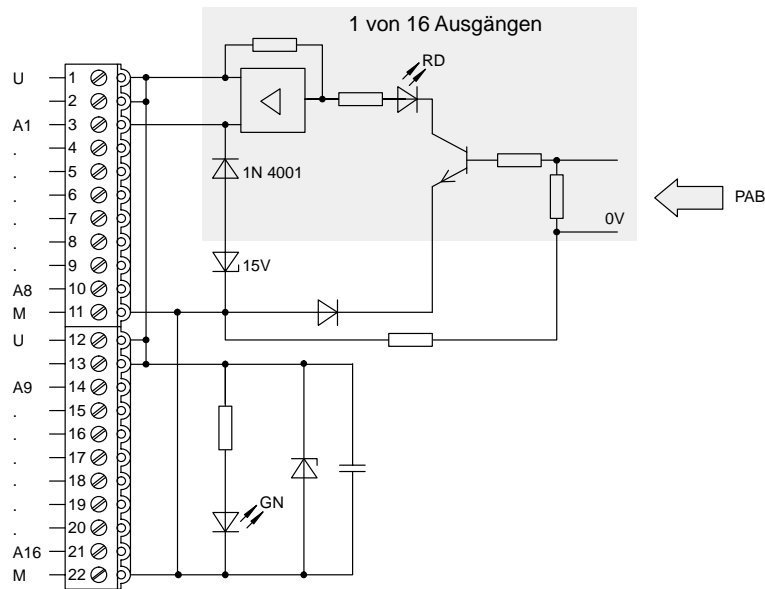 1 von 16 Ausgängen
RD
U 1
2
A1 3
. 4
. 5
1N 4001
. 6
PAB
. 7
0V
. 8
. 9
15V
A8 10
M 11
U 12
13
A9 14
. 15
. 16
. 17
. 18
GN
. 19
. 20
A16 21
M 22